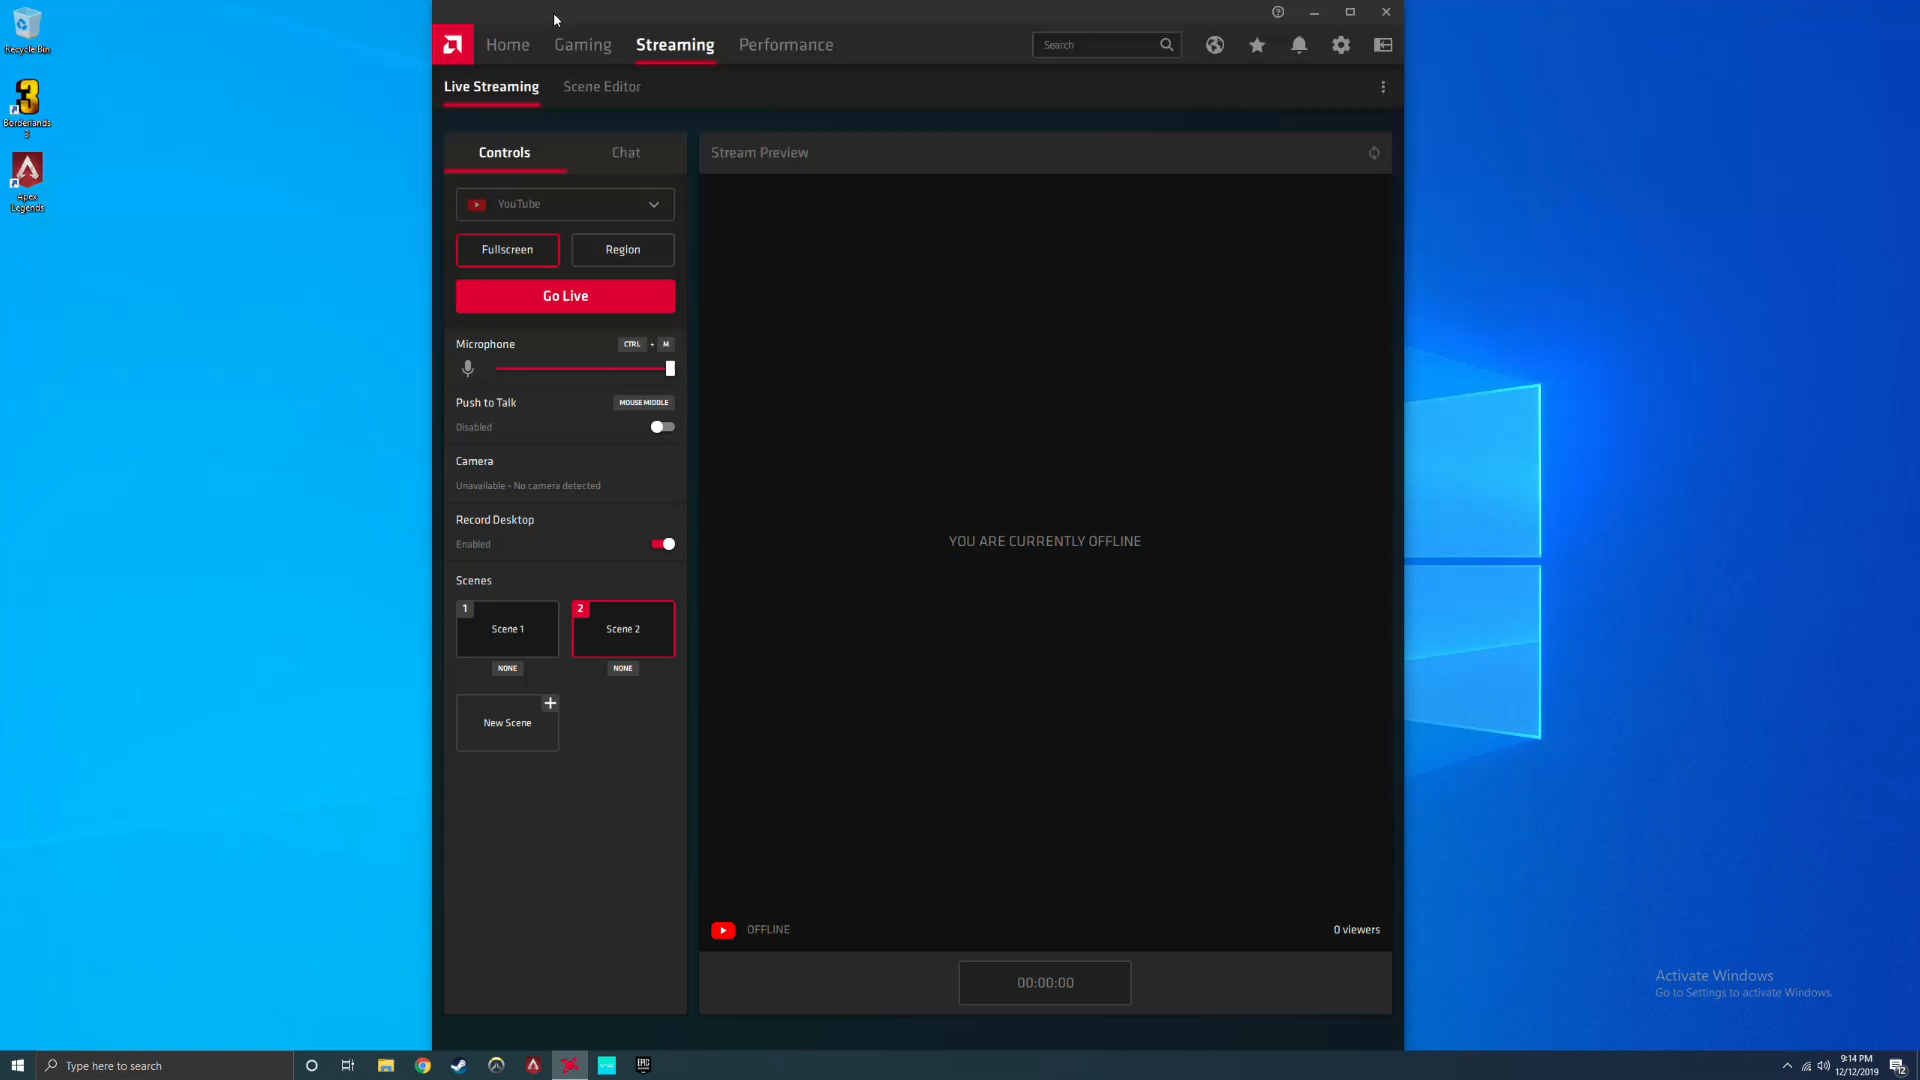 Recycle Bin
Borderlands
3
Apex
Legends
Home
Gaming
Streaming
Performance
Search
Live Streaming
Scene Editor
Controls
Chat
YouTube
Fullscreen
Region
Go Live
Microphone
CTRL + M
Push to Talk
MOUSE MIDDLE
Disabled
Camera
Unavailable - No camera detected
Record Desktop
Enabled
Scenes
1
Scene 1
NONE
2
Scene 2
NONE
New Scene
Stream Preview
YOU ARE CURRENTLY OFFLINE
OFFLINE
0 viewers
00:00:00
Activate Windows
Go to Settings to activate Windows.
Type here to search
EPIC
9:14 PM
12/12/2019